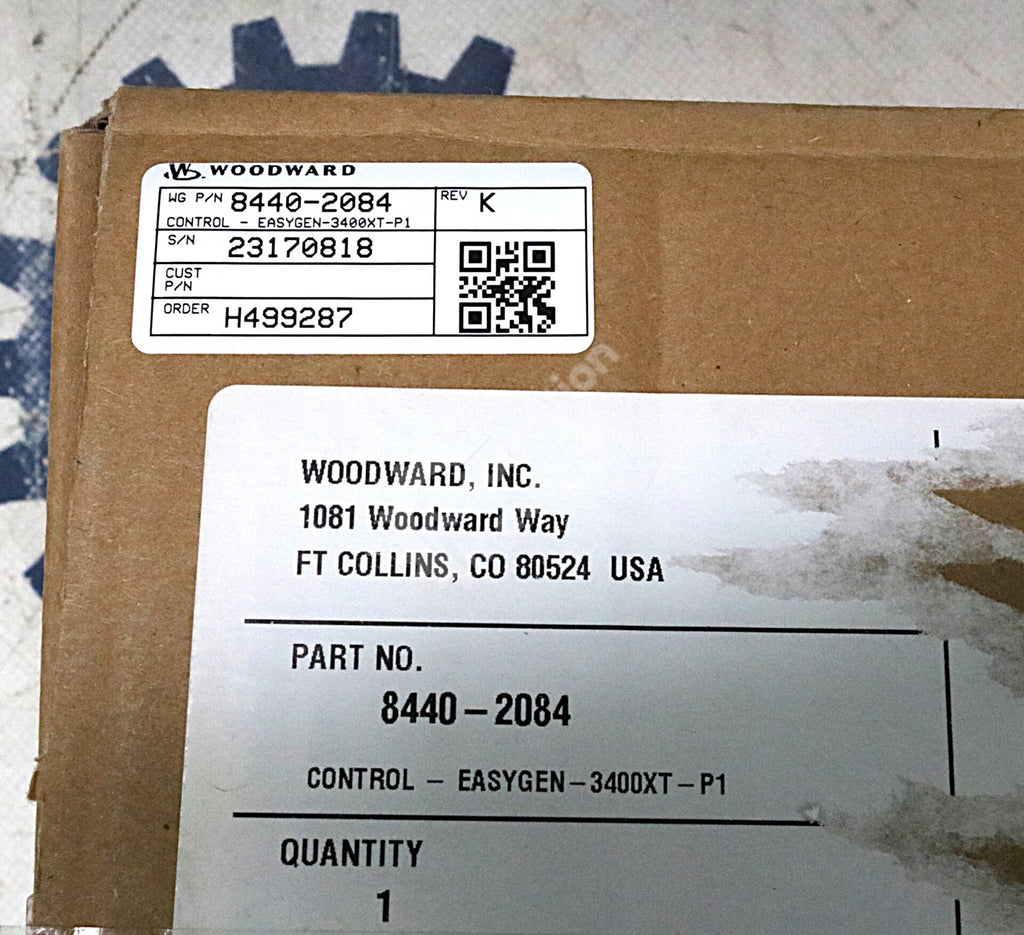 WOODWARD
WG P/N 8440-2084
REV K
CONTROL - EASYGEN-3400XT-P1
S/N 23170818
CUST
P/N
ORDER H499287
WOODWARD, INC.
1081 Woodward Way
FT COLLINS, CO 80524 USA
PART NO.
8440-2084
CONTROL - EASYGEN-3400XT-P1
QUANTITY
1